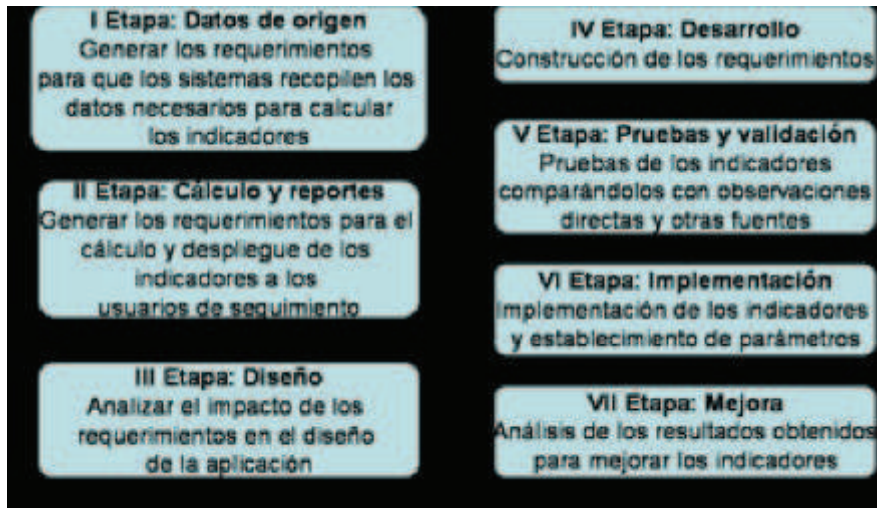 I Etapa: Datos de origen
Generar los requerimientos
para que los sistemas recopilen los
datos necesarios para calcular
los indicadores
II Etapa: Cálculo y reportes
Generar los requerimientos para el
cálculo y despliegue de los
indicadores a los
usuarios de seguimiento
III Etapa: Diseño
Analizar el impacto de los
requerimientos en el diseño
de la aplicación
IV Etapa: Desarrollo
Construcción de los requerimientos
V Etapa: Pruebas y validación
Pruebas de los indicadores
comparándolos con observaciones
directas y otras fuentes
VI Etapa: Implementación
Implementación de los indicadores
y establecimiento de parámetros
VII Etapa: Mejora
Análisis de los resultados obtenidos
para mejorar los indicadores